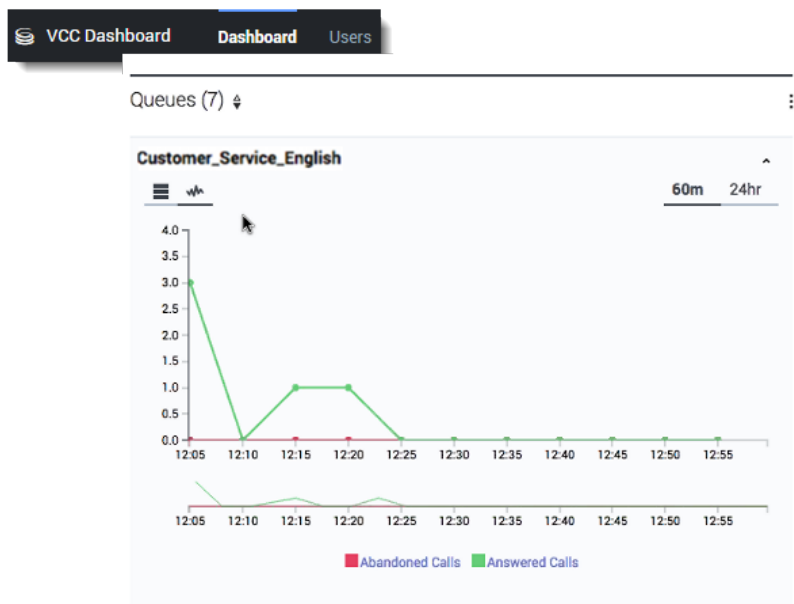 VCC Dashboard Dashboard Users
Queues (7)
Customer_Service_English
60m 24hr
4.0
3.5
3.0
2.5
2.0
1.5
1.0
0.5
0.0
12:05 12:10 12:15 12:20 12:25 12:30 12:35 12:40 12:45 12:50 12:55
12:05 12:10 12:15 12:20 12:25 12:30 12:35 12:40 12:45 12:50 12:55
Abandoned Calls Answered Calls